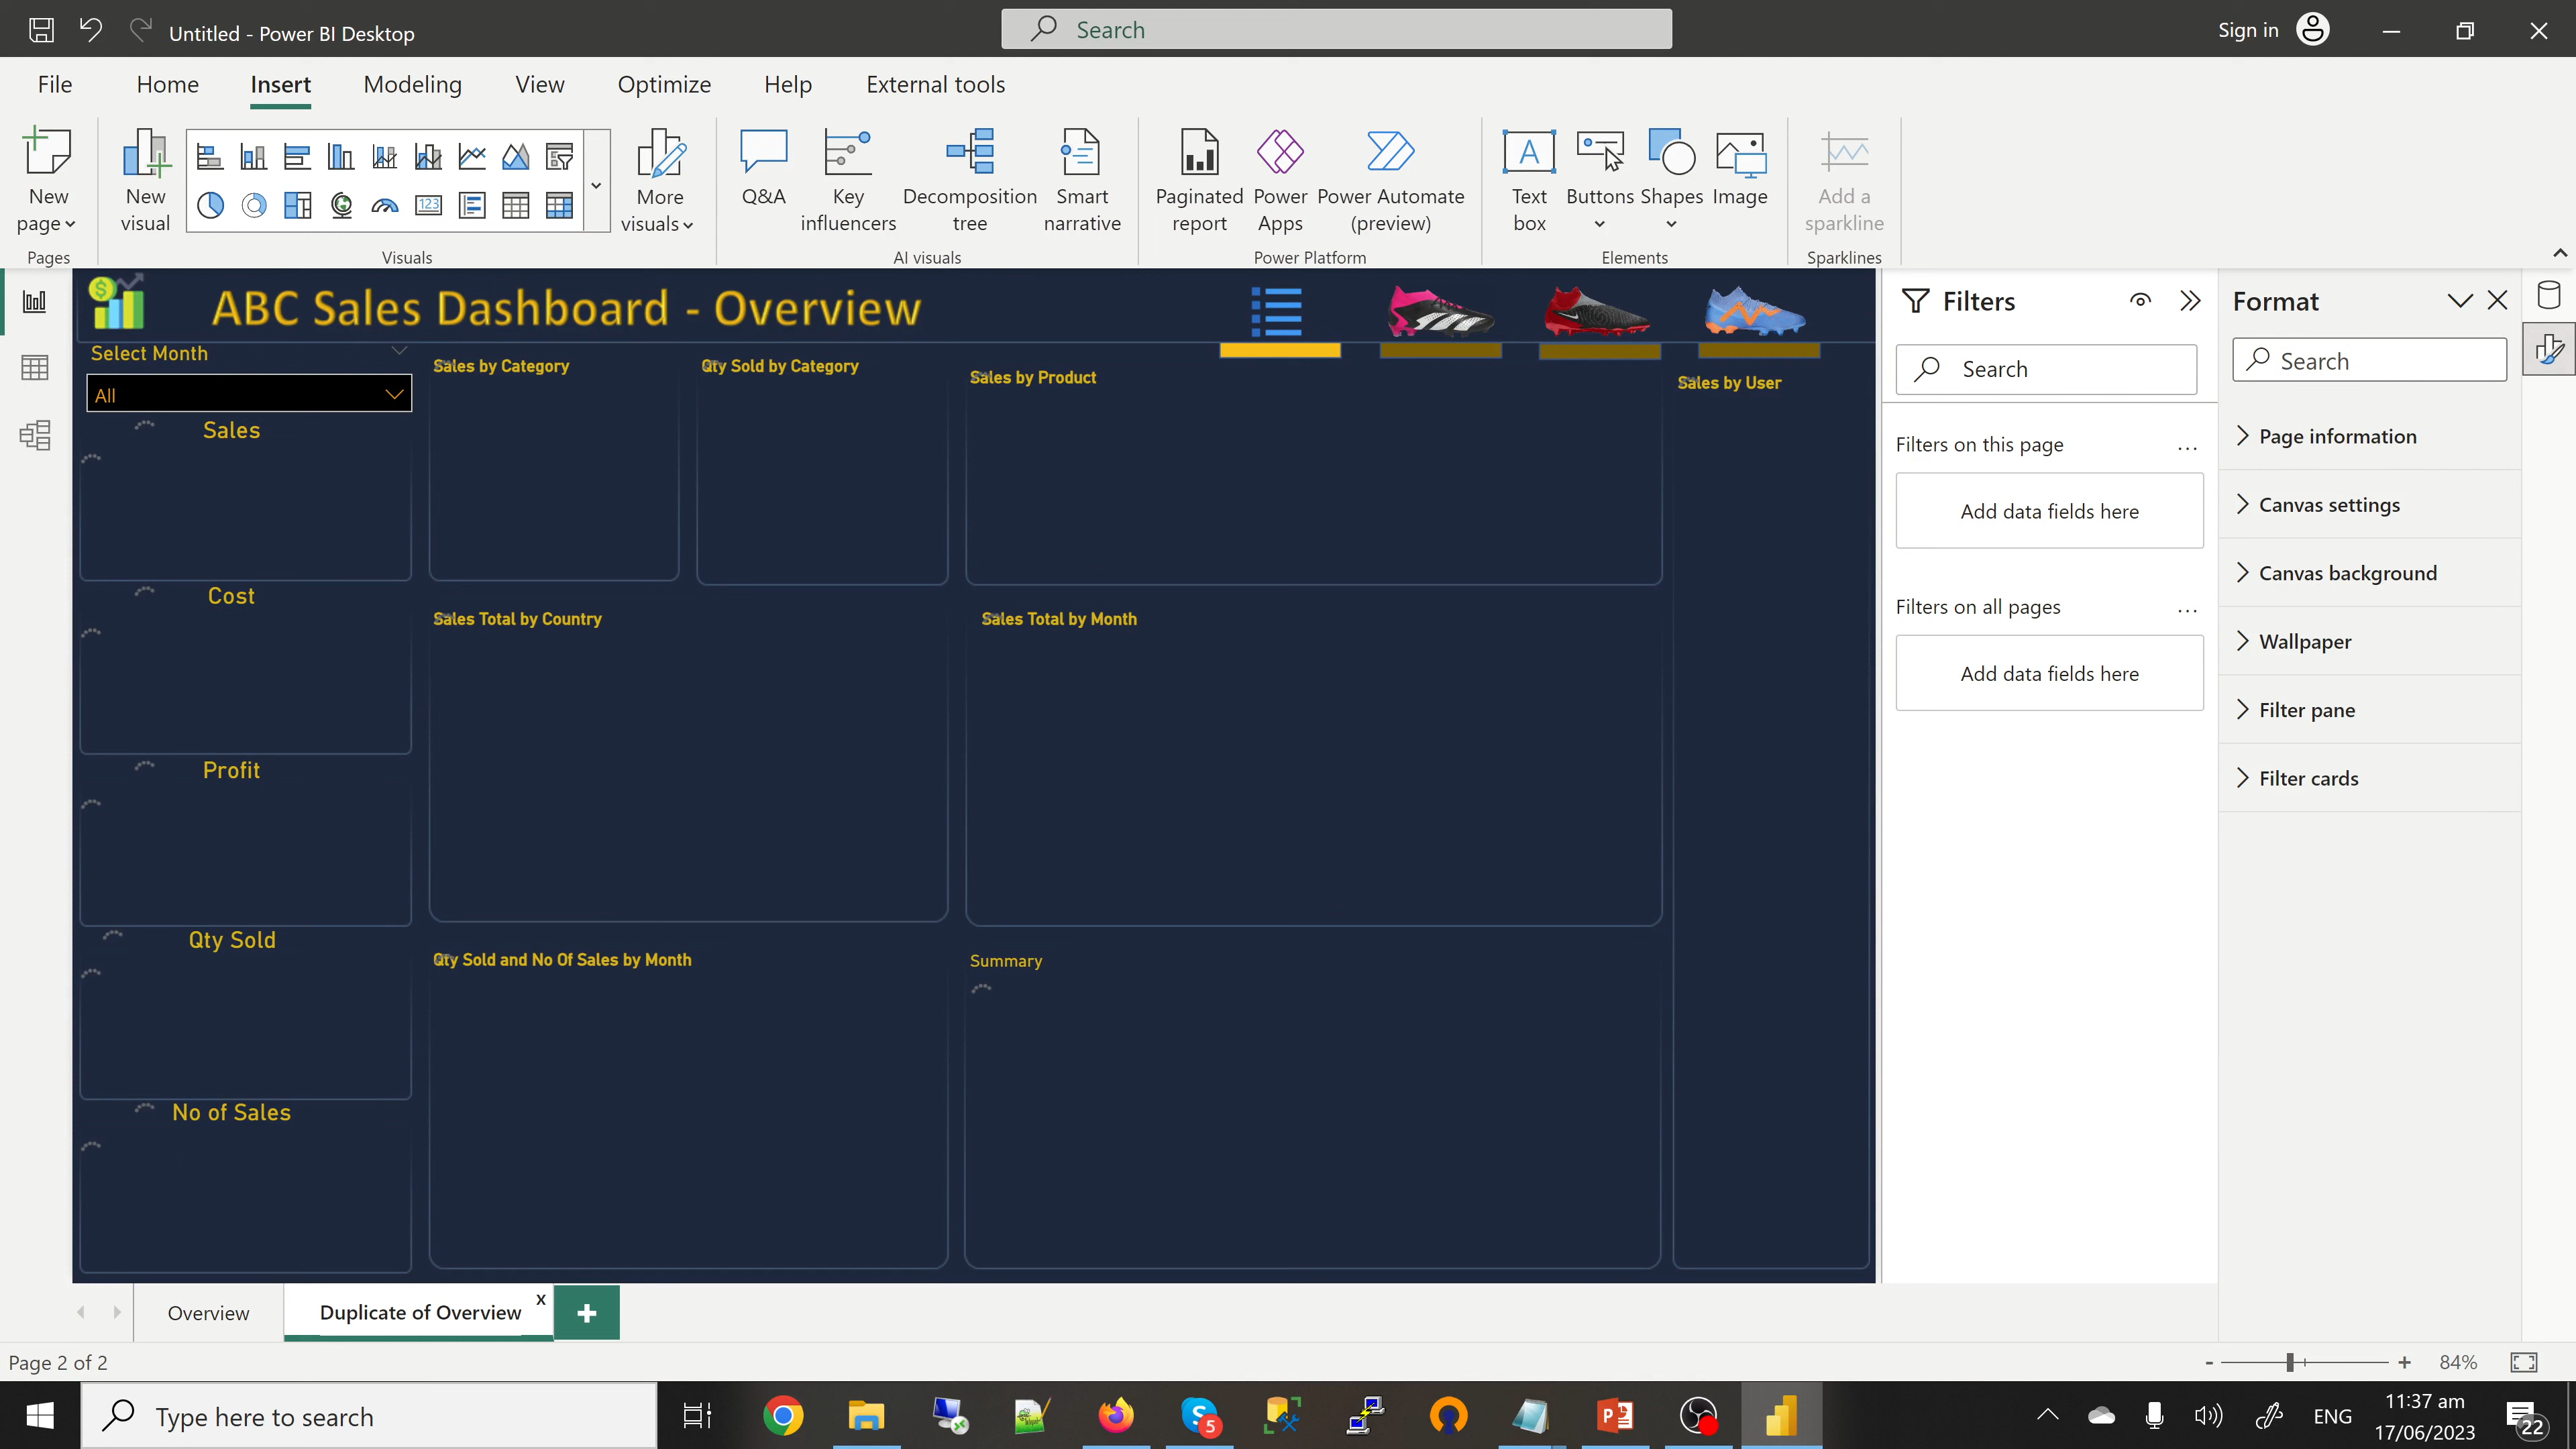 Untitled - Power BI Desktop
Search
Sign in
File Home Insert Modeling View Optimize Help External tools
New page
New visual
123
More visuals
Q&A
Key influencers
Decomposition tree
Smart narrative
Paginated report
Power Apps
Power Automate (preview)
A
Text box
Buttons
Shapes
Image
Add a sparkline
Pages
Visuals
AI visuals
Power Platform
Elements
Sparklines
$
ABC Sales Dashboard - Overview
Select Month
All
Sales
Cost
Profit
Qty Sold
No of Sales
Sales by Category
Qty Sold by Category
Sales by Product
Sales by User
Sales Total by Country
Sales Total by Month
Qty Sold and No Of Sales by Month
Summary
Filters
Search
Filters on this page
...
Add data fields here
Filters on all pages
...
Add data fields here
Format
Search
Page information
Canvas settings
Canvas background
Wallpaper
Filter pane
Filter cards
Overview
Duplicate of Overview
x
+
Page 2 of 2
- + 84%
Type here to search
S
5
P
ENG
11:37 am
17/06/2023
22